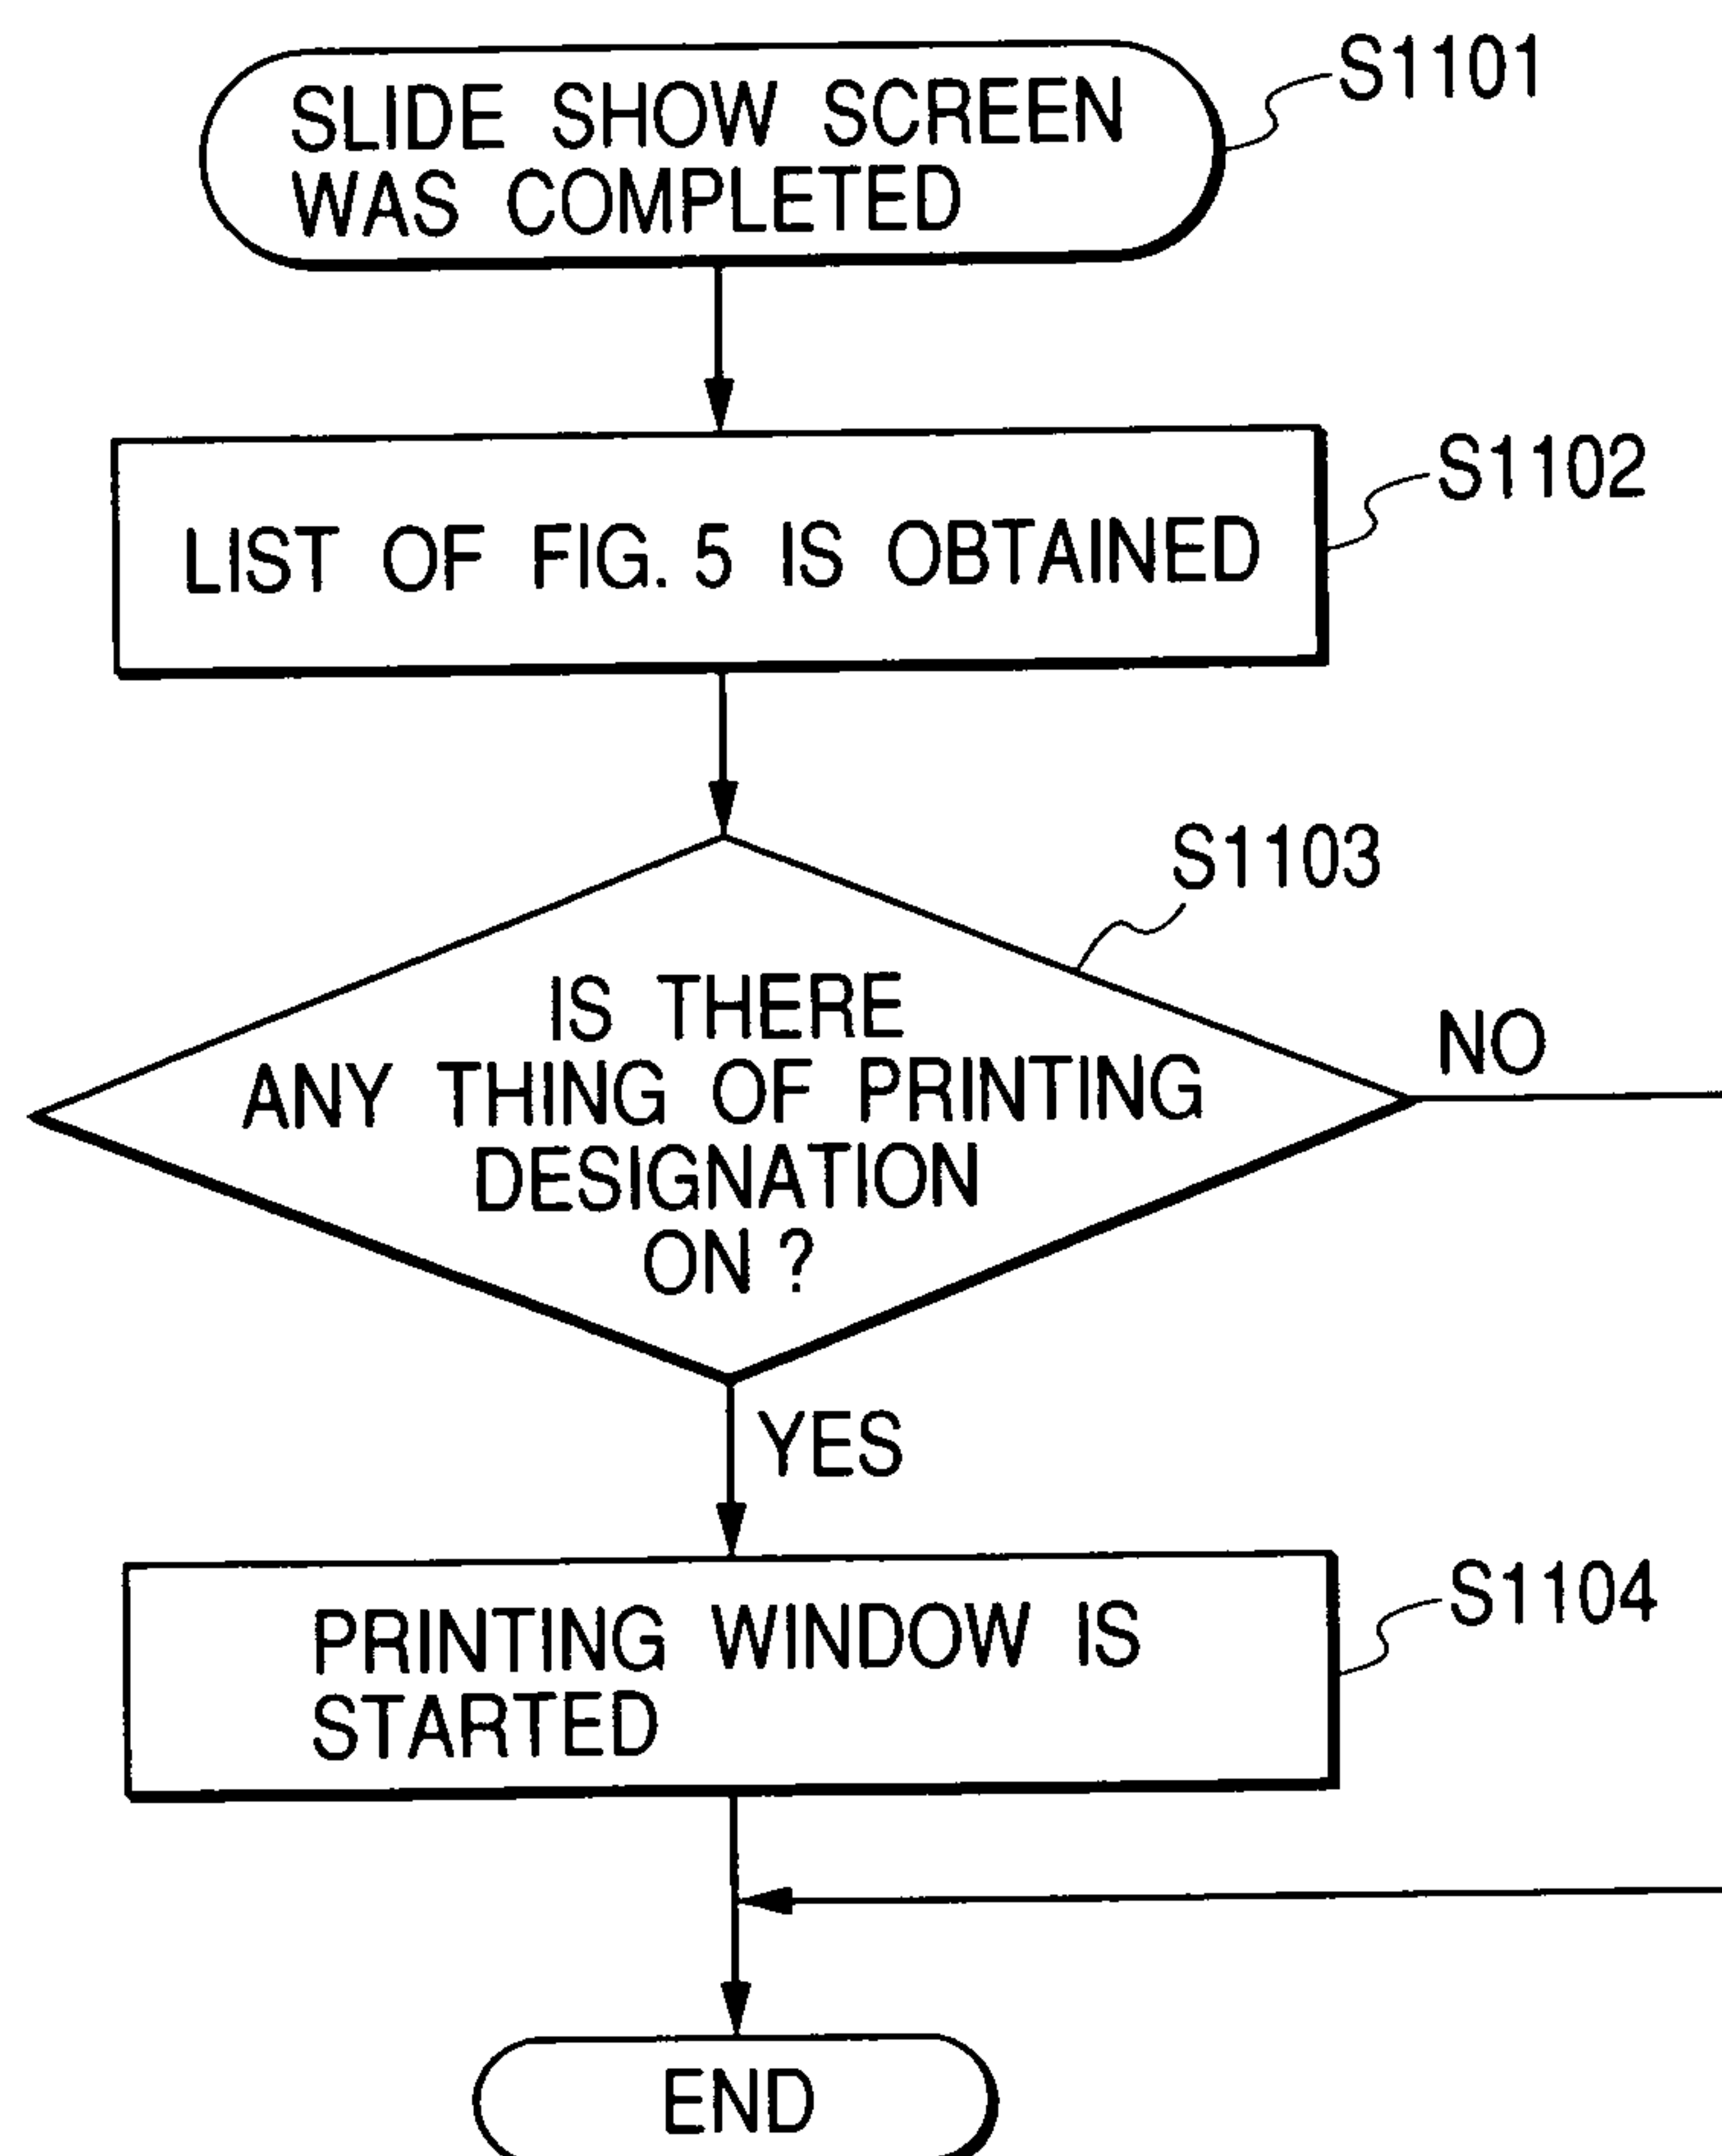 SLIDE SHOW SCREEN
WAS COMPLETED
S1101
LIST OF FIG. 5 IS OBTAINED
S1102
S1103
IS THERE
ANY THING OF PRINTING
DESIGNATION
ON ?
NO
YES
PRINTING WINDOW IS
STARTED
S1104
END